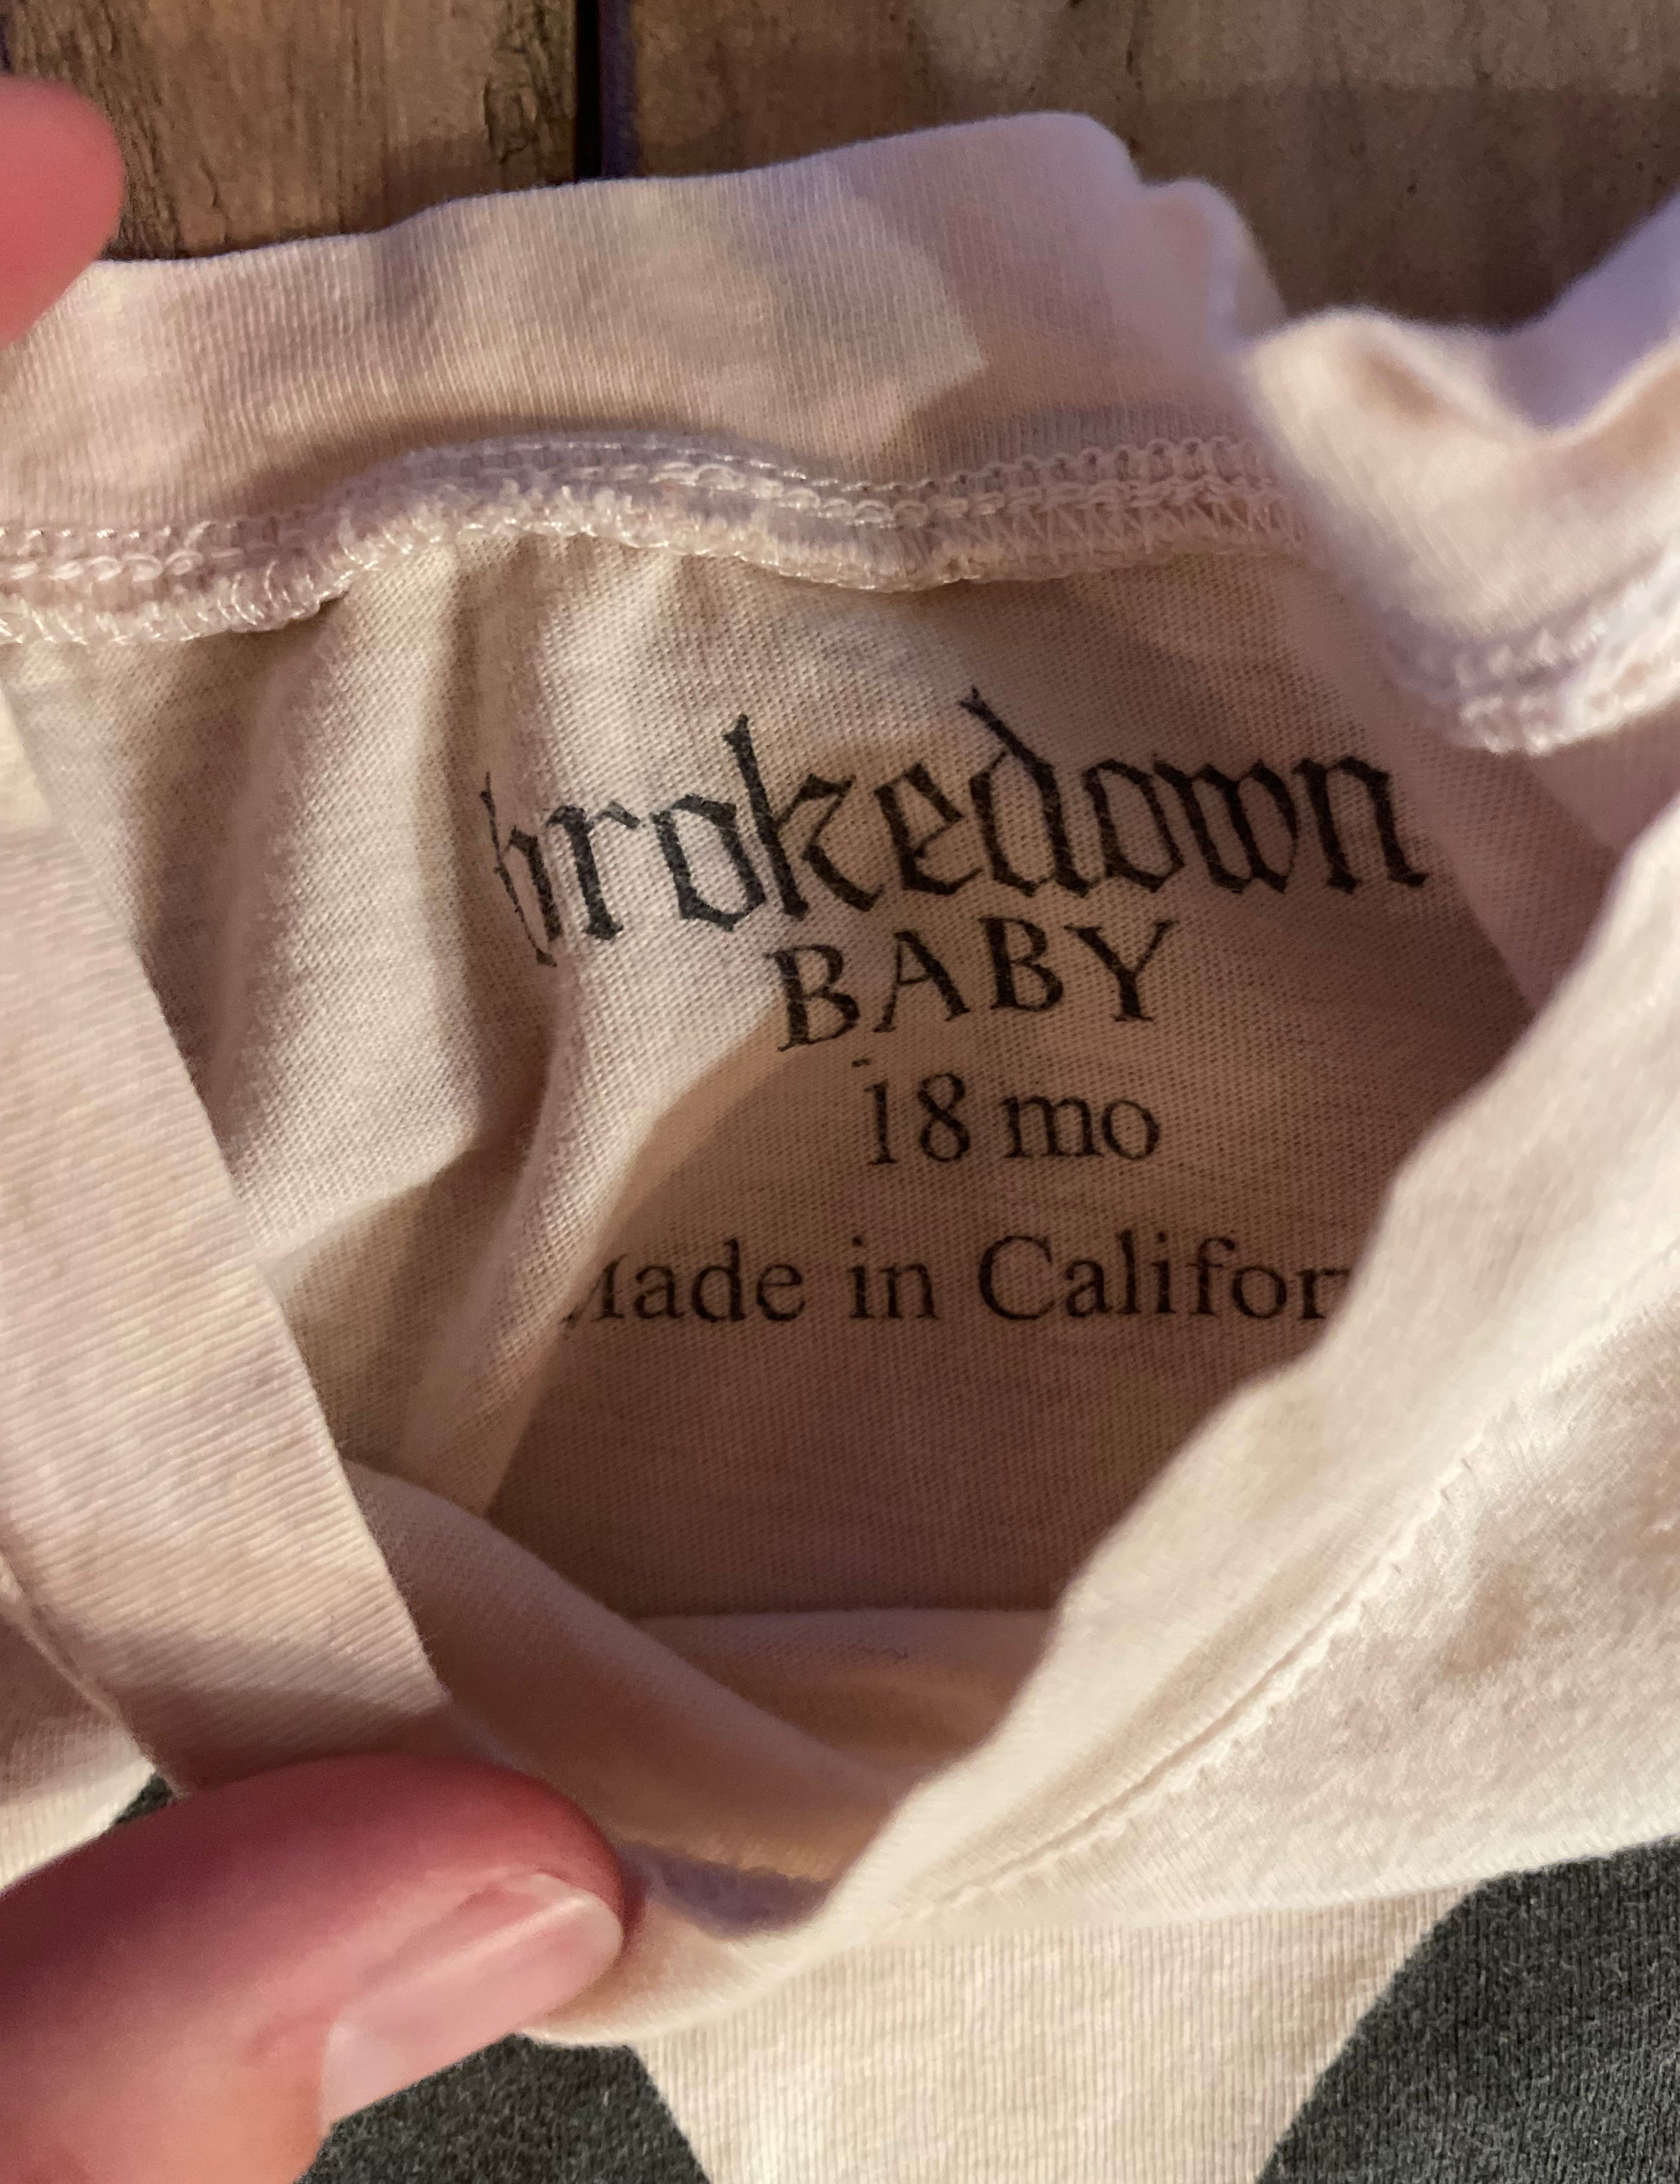 brokedown
BABY
18 mo
Made in Califor